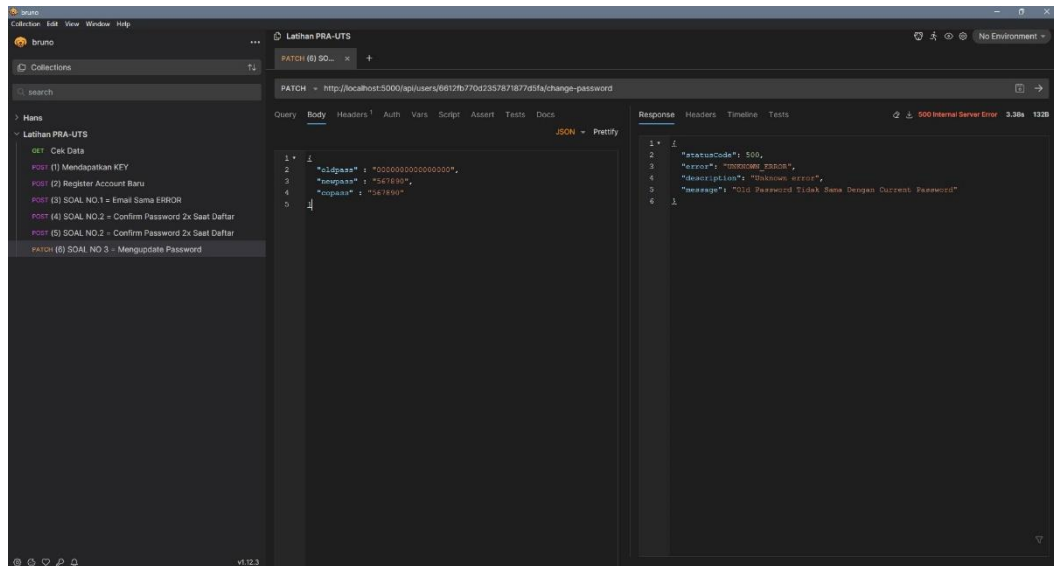 bruno
Collection Edit View Window Help
bruno
Collections
search
Hans
Latihan PRA-UTS
GET Cek Data
POST (1) Mendapatkan KEY
POST (2) Register Account Baru
POST (3) SOAL NO.1 = Email Sama ERROR
POST (4) SOAL NO.2 = Confirm Password 2x Saat Daftar
POST (5) SOAL NO.2 = Confirm Password 2x Saat Daftar
PATCH (6) SOAL NO 3 = Mengupdate Password
v1.12.3
Latihan PRA-UTS
No Environment
PATCH (6) SO... × +
PATCH http://localhost:5000/api/users/6612fb770d2357871877d5fa/change-password
Query Body Headers 1 Auth Vars Script Assert Tests Docs
JSON Prettify
1 {
2 "oldpass" : "0000000000000000",
3 "newpass" : "567890",
4 "copass" : "567890"
5 }
Response Headers Timeline Tests
500 Internal Server Error 3.38s 132B
1 {
2 "statusCode": 500,
3 "error": "UNKNOWN_ERROR",
4 "description": "Unknown error",
5 "message": "Old Password Tidak Sama Dengan Current Password"
6 }